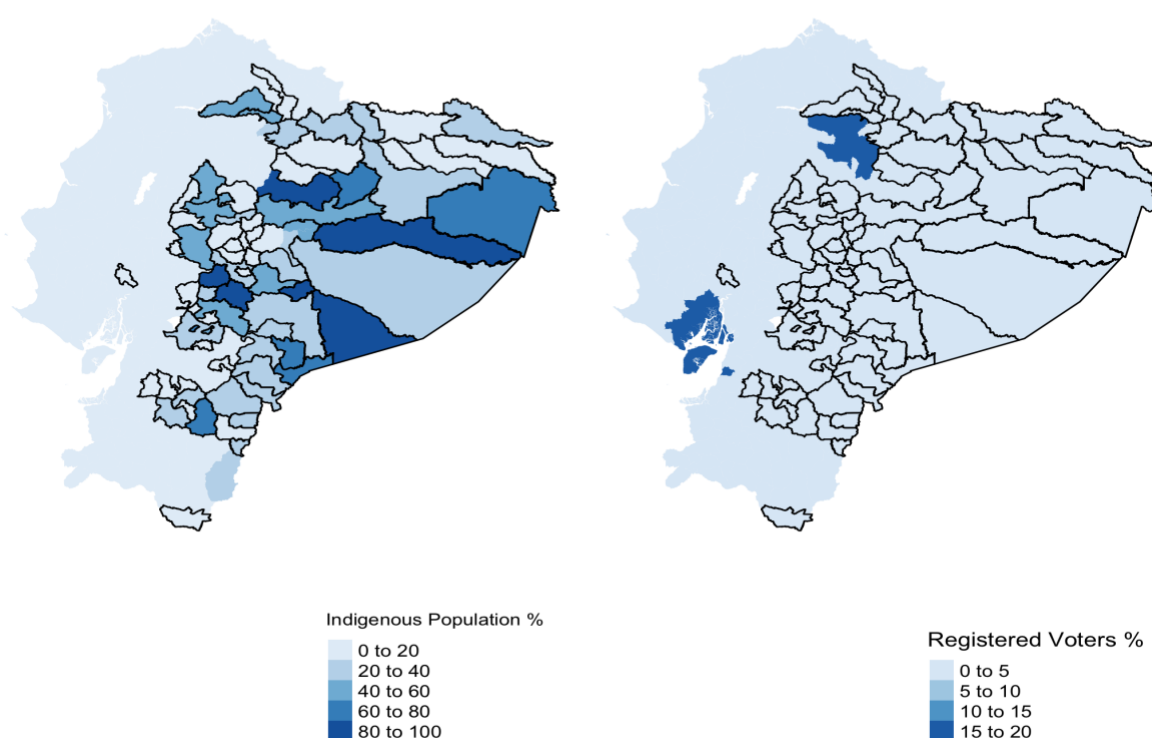 Indigenous Population %
0 to 20
20 to 40
40 to 60
60 to 80
80 to 100
Registered Voters %
0 to 5
5 to 10
10 to 15
15 to 20